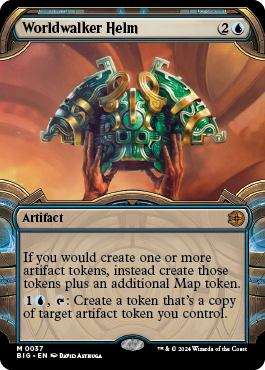 Worldwalker Helm 2
Artifact
If you would create one or more
artifact tokens, instead create those
tokens plus an additional Map token.
1 , : Create a token that's a copy
of target artifact token you control.
M 0037
BIG • EN David Astruga
™ & © 2024 Wizards of the Coast